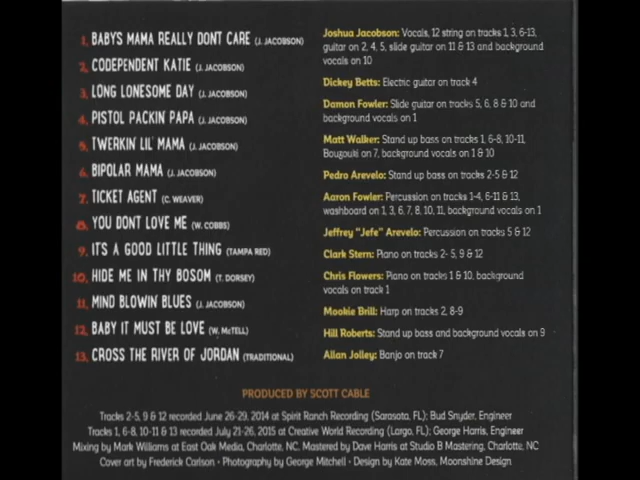 1. BABYS MAMA REALLY DONT CARE (J. JACOBSON)
2. CODEPENDENT KATIE (J. JACOBSON)
3. LONG LONESOME DAY (J. JACOBSON)
4. PISTOL PACKIN PAPA (J. JACOBSON)
5. TWERKIN' LIL' MAMA (J. JACOBSON)
6. BIPOLAR MAMA (J. JACOBSON)
7. TICKET AGENT (C. WEAVER)
8. YOU DONT LOVE ME (W. COBBS)
9. IT'S A GOOD LITTLE THING (TAMPA RED)
10. HIDE ME IN THY BOSOM (T. DORSEY)
11. MIND BLOWIN BLUES (J. JACOBSON)
12. BABY IT MUST BE LOVE (W. McTELL)
13. CROSS THE RIVER OF JORDAN (TRADITIONAL)
Joshua Jacobson: Vocals, 12 string on tracks 1, 3, 6-13,
guitar on 2, 4, 5, slide guitar on 11 & 13 and background
vocals on 10
Dickey Betts: Electric guitar on track 4
Damon Fowler: Slide guitar on tracks 5, 6, 8 & 10 and
background vocals on 1
Matt Walker: Stand up bass on tracks 1, 6-8, 10-11,
Bouzouki on 7, background vocals on 1 & 10
Pedro Arevelo: Stand up bass on tracks 2-5 & 12
Aaron Fowler: Percussion on tracks 1-4, 6-11 & 13,
washboard on 1, 3, 6, 7, 8, 10, 11, background vocals on 1
Jeffrey "Jefe" Arevelo: Percussion on tracks 5 & 12
Clark Stern: Piano on tracks 2- 5, 9 & 12
Chris Flowers: Piano on tracks 1 & 10, background
vocals on track 1
Mookie Brill: Harp on tracks 2, 8-9
Hill Roberts: Stand up bass and background vocals on 9
Allan Jolley: Banjo on track 7
PRODUCED BY SCOTT CABLE
Tracks 2-5, 9 & 12 recorded June 26-29, 2014 at Spirit Ranch Recording (Sarasota, FL); Bud Snyder, Engineer
Tracks 1, 6-8, 10-11 & 13 recorded July 21-26, 2015 at Creative World Recording (Largo, FL); George Harris, Engineer
Mixing by Mark Williams at East Oak Media, Charlotte, NC. Mastered by Dave Harris at Studio B Mastering, Charlotte, NC
Cover art by Frederick Carlson • Photography by George Mitchell • Design by Kate Moss, Moonshine Design